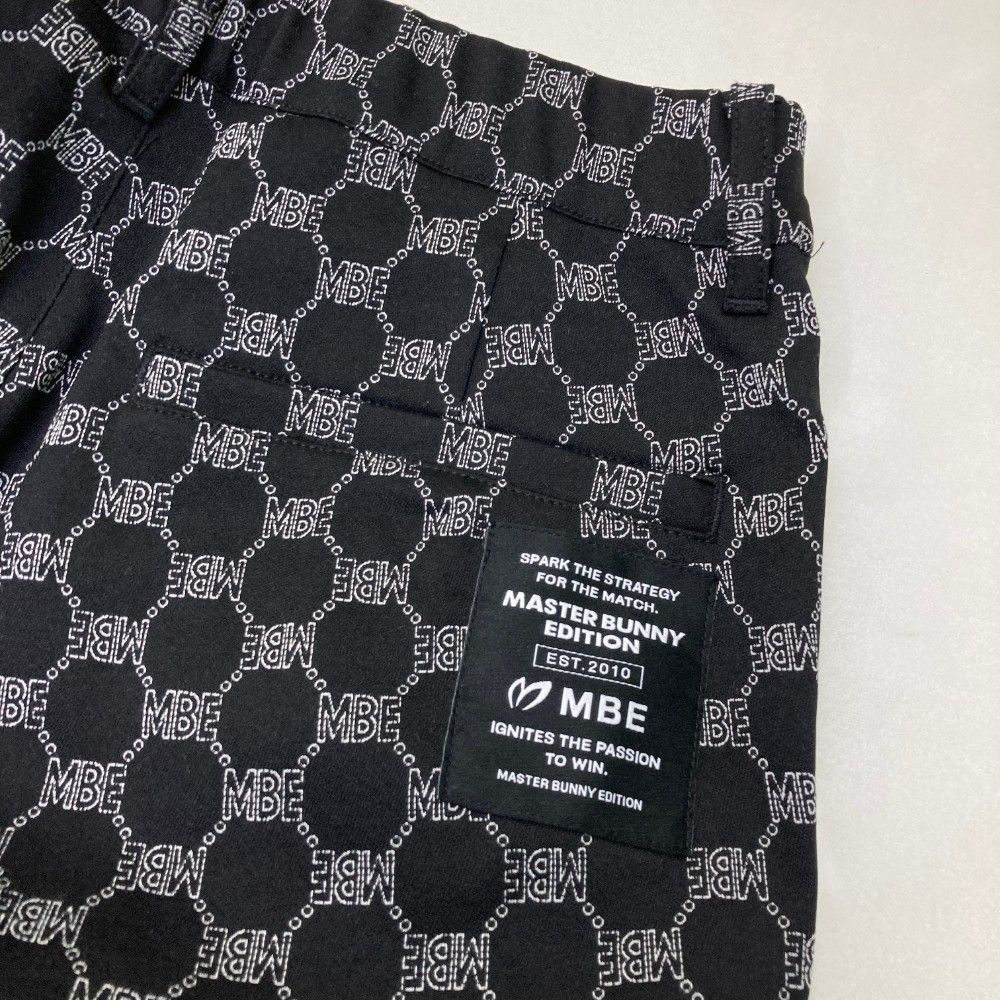 SPARK THE STRATEGY
FOR THE MATCH.
MASTER BUNNY
EDITION
EST.2010
MBE
IGNITES THE PASSION
TO WIN.
MASTER BUNNY EDITION